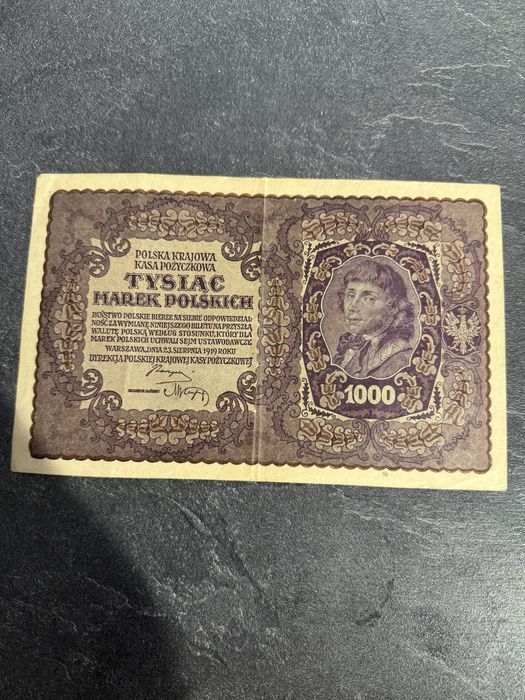 POLSKA KRAJOWA
KASA POŻYCZKOWA
TYSIĄC
MAREK POLSKICH
PAŃSTWO POLSKIE BIERZE NA SIEBIE ODPOWIEDZIAL-
NOŚĆ ZA WYMIANĘ NINIEJSZEGO BILETU NA PRZYSZŁĄ
WALUTĘ POLSKĄ WEDŁUG STOSUNKU, KTÓRY DLA
MAREK POLSKICH UCHWALI SEJM USTAWODAWCZY.
WARSZAWA, DNIA 23 SIERPNIA 1919 ROKU
DYREKCJA POLSKIEJ KRAJOWEJ KASY POŻYCZKOWEJ
1000